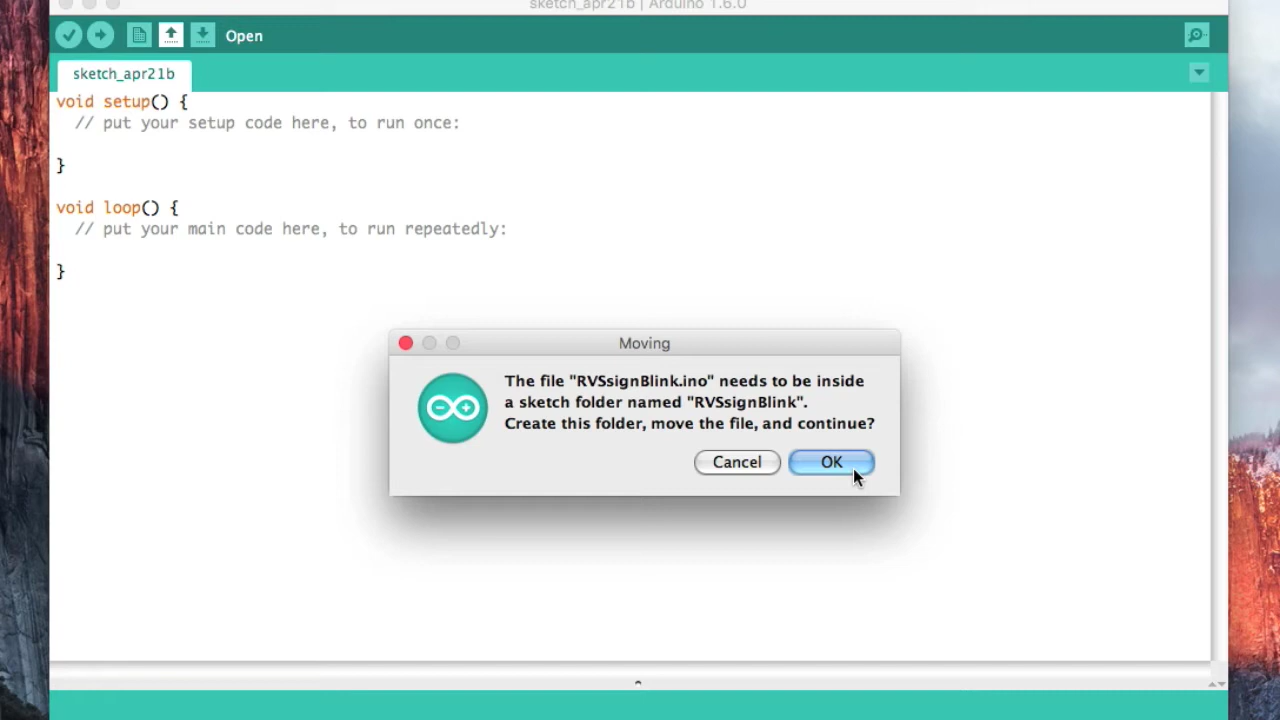 sketch_apr21b | Arduino 1.6.0
Open
sketch_apr21b
void setup() {
  // put your setup code here, to run once:
}
void loop() {
  // put your main code here, to run repeatedly:
}
Moving
The file "RVSsignBlink.ino" needs to be inside
a sketch folder named "RVSsignBlink".
Create this folder, move the file, and continue?
Cancel OK